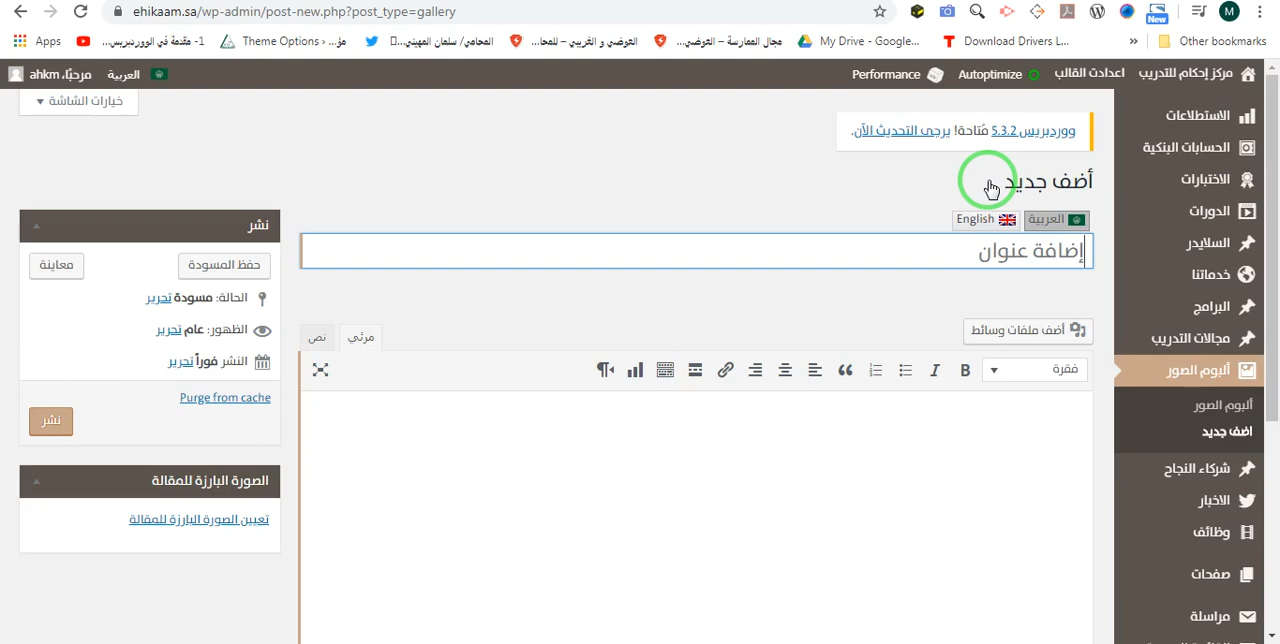 ehikaam.sa/wp-admin/post-new.php?post_type=gallery
New
M
Apps
1- مقدمة في الووردبريس...
Theme Options › مؤ...
المحامي/ سلمان المهيني...
العوضي و الغريبي – للمحا...
مجال الممارسة – العوضي...
My Drive - Google...
Download Drivers L...
»
Other bookmarks
مركز إحكام للتدريب
اعدادت القالب
Autoptimize
Performance
العربية
مرحبًا، ahkm
خيارات الشاشة
ووردبريس 5.3.2 مُتاحة! يرجى التحديث الآن.
أضف جديد
العربية
English
إضافة عنوان
أضف ملفات وسائط
مرئي
نص
فقرة
B
I
نشر
حفظ المسودة
معاينة
الحالة: مسودة تحرير
الظهور: عام تحرير
النشر فوراً تحرير
Purge from cache
نشر
الصورة البارزة للمقالة
تعيين الصورة البارزة للمقالة
الاستطلاعات
الحسابات البنكية
الاختبارات
الدورات
السلايدر
خدماتنا
البرامج
مجالات التدريب
ألبوم الصور
ألبوم الصور
اضف جديد
شركاء النجاح
الاخبار
وظائف
صفحات
مراسلة